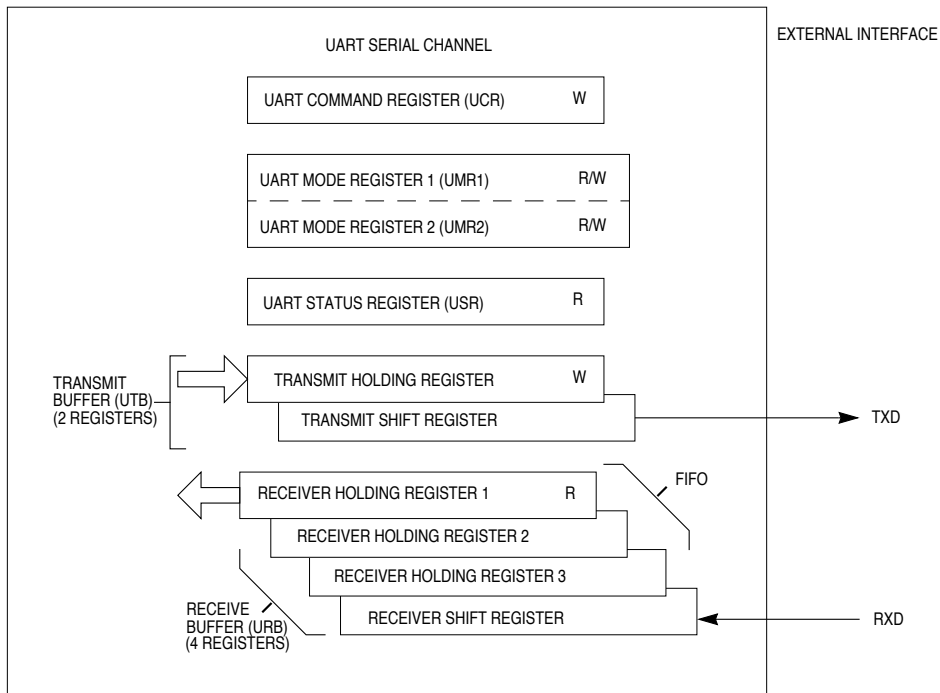 EXTERNAL INTERFACE
UART SERIAL CHANNEL
UART COMMAND REGISTER (UCR) W
UART MODE REGISTER 1 (UMR1) R/W
UART MODE REGISTER 2 (UMR2) R/W
UART STATUS REGISTER (USR) R
TRANSMIT
BUFFER (UTB)
(2 REGISTERS)
TRANSMIT HOLDING REGISTER W
TRANSMIT SHIFT REGISTER
TXD
RECEIVER HOLDING REGISTER 1 R
FIFO
RECEIVER HOLDING REGISTER 2
RECEIVER HOLDING REGISTER 3
RECEIVER SHIFT REGISTER
RXD
RECEIVE
BUFFER (URB)
(4 REGISTERS)